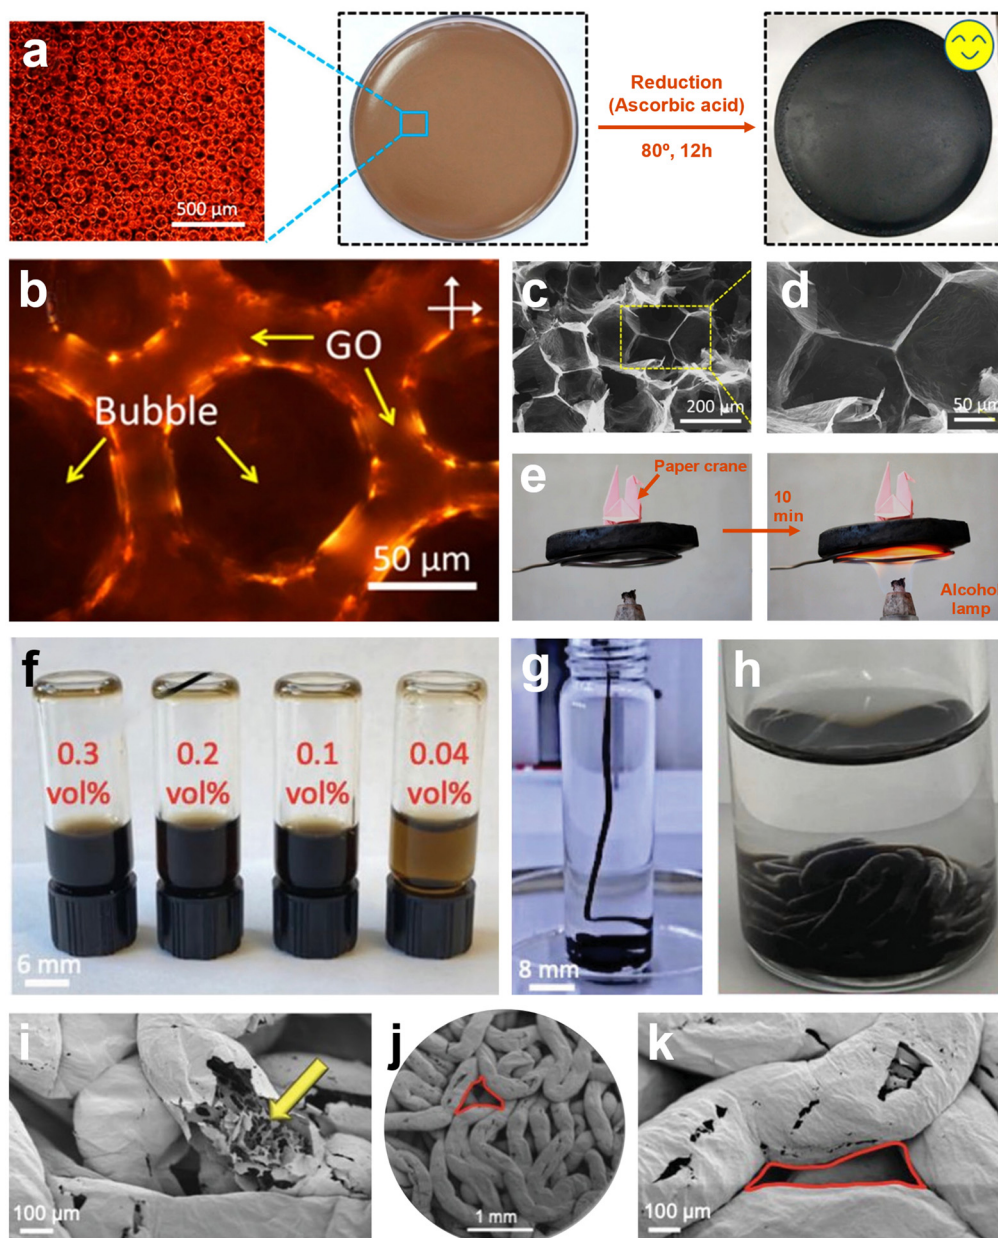 a
500 µm
Reduction
(Ascorbic acid)
80º, 12h
b
GO
Bubble
50 µm
c
200 µm
d
50 µm
e
Paper crane
10
min
Alcohol
lamp
f
0.3
vol%
0.2
vol%
0.1
vol%
0.04
vol%
6 mm
g
8 mm
h
i
100 µm
j
1 mm
k
100 µm